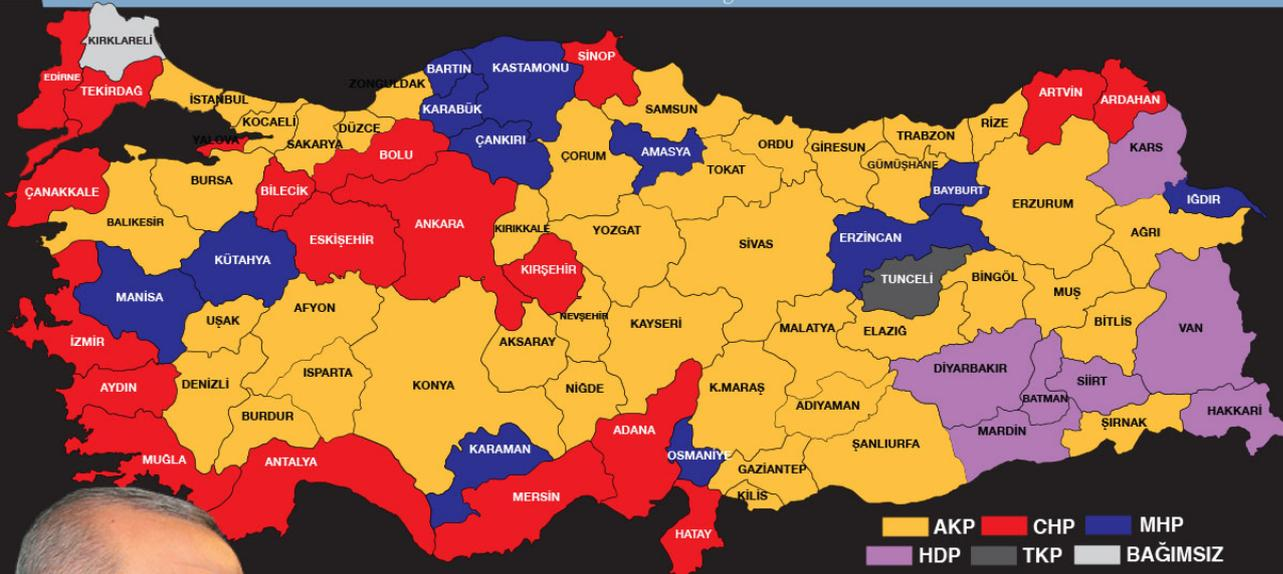 KIRKLARELİ
EDİRNE
TEKİRDAĞ
İSTANBUL
KOCAELİ
YALOVA
SAKARYA
DÜZCE
ZONGULDAK
BARTIN
KASTAMONU
SİNOP
KARABÜK
ÇANKIRI
BOLU
ÇORUM
SAMSUN
AMASYA
TOKAT
ORDU
GİRESUN
TRABZON
GÜMÜŞHANE
RİZE
ARTVİN
ARDAHAN
KARS
IĞDIR
BAYBURT
ERZURUM
AĞRI
ÇANAKKALE
BALIKESİR
BURSA
BİLECİK
ESKİŞEHİR
ANKARA
KIRIKKALE
KIRŞEHİR
YOZGAT
SİVAS
ERZİNCAN
TUNCELİ
BİNGÖL
MUŞ
BİTLİS
VAN
KÜTAHYA
MANİSA
İZMİR
UŞAK
AFYON
AKSARAY
NEVŞEHİR
KAYSERİ
MALATYA
ELAZIĞ
DİYARBAKIR
BATMAN
SİİRT
HAKKARİ
AYDIN
DENİZLİ
ISPARTA
BURDUR
KONYA
NİĞDE
K.MARAŞ
ADIYAMAN
ŞANLIURFA
MARDİN
ŞIRNAK
MUĞLA
ANTALYA
KARAMAN
MERSİN
ADANA
OSMANİYE
GAZİANTEP
KİLİS
HATAY
AKP CHP MHP
HDP TKP BAĞIMSIZ